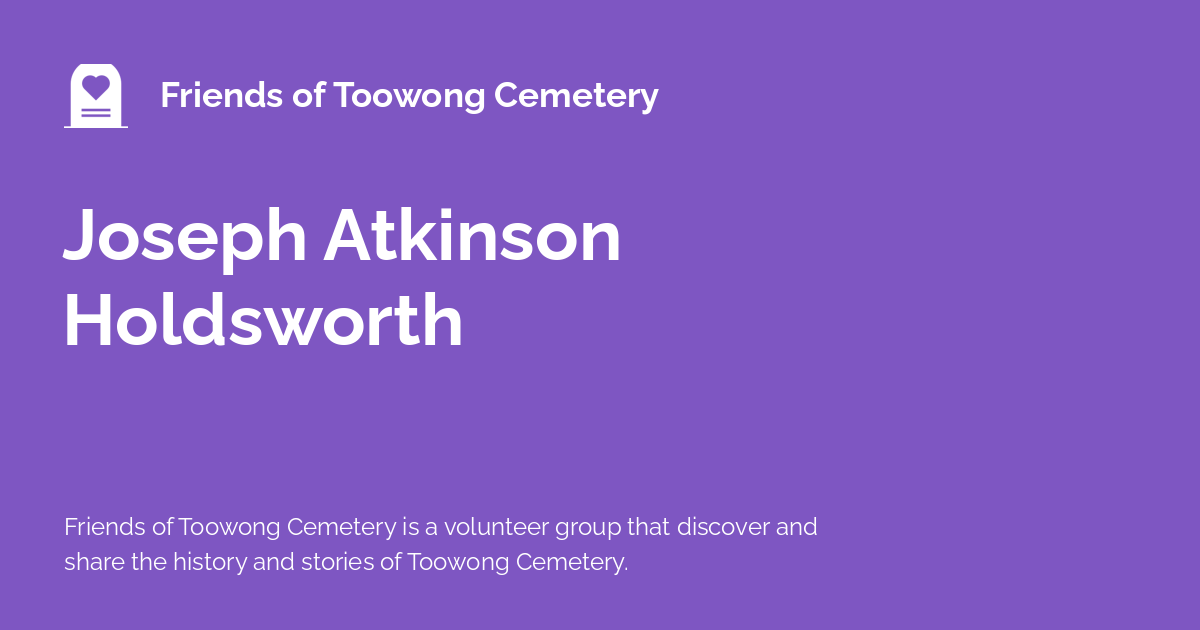 Friends of Toowong Cemetery
Joseph Atkinson
Holdsworth
Friends of Toowong Cemetery is a volunteer group that discover and
share the history and stories of Toowong Cemetery.